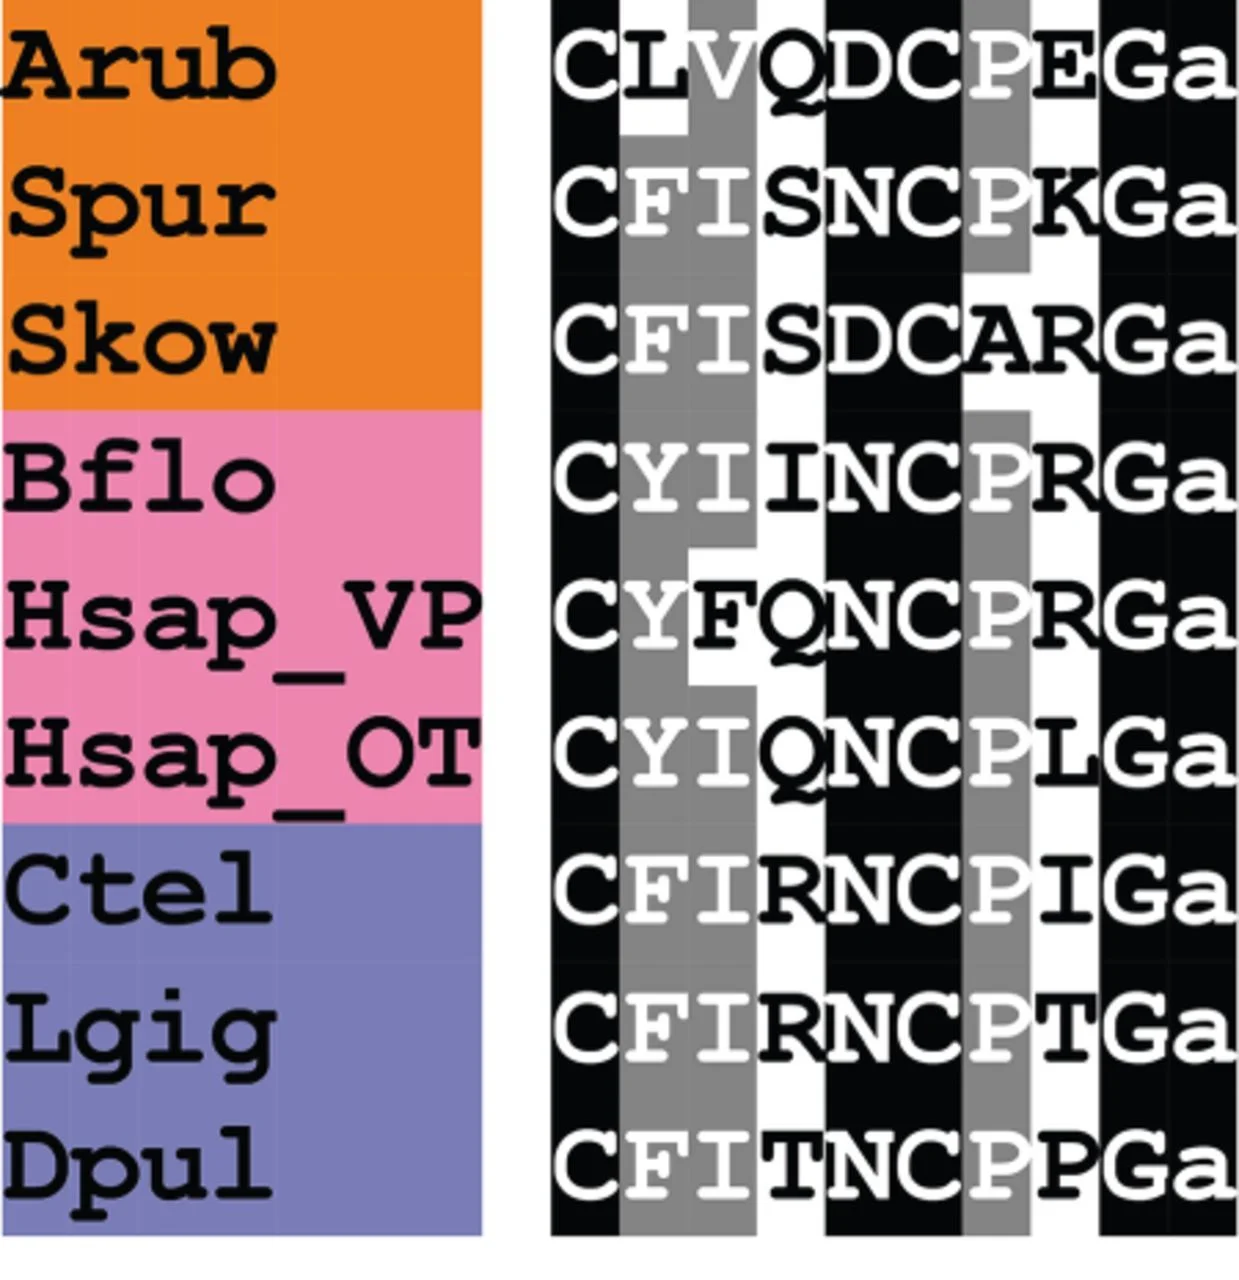 Arub CLVQDCPEGa
Spur CFISNCPKGa
Skow CFISDCARGa
Bflo CYIINCPRGa
Hsap_VP CYFQNCPRGa
Hsap_OT CYIQNCPLGa
Ctel CFIRNCPIGa
Lgig CFIRNCPTGa
Dpul CFITNCPPGa